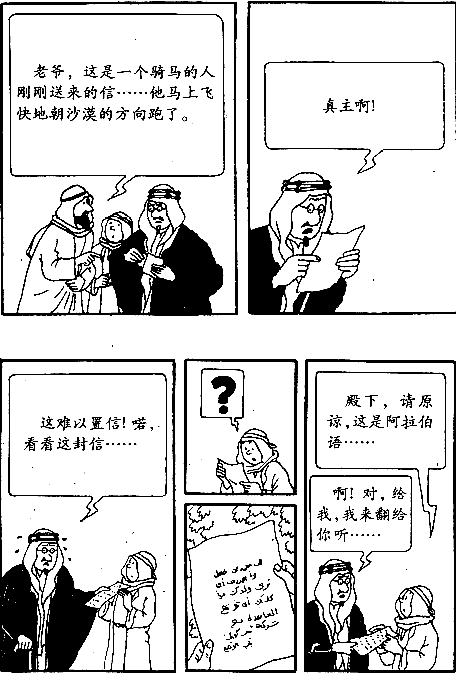 老爷，这是一个骑马的人
刚刚送来的信……他马上飞
快地朝沙漠的方向跑了。
真主啊！
这难以置信！喏，
看看这封信……
?
殿下，请原
谅，这是阿拉伯
语……
啊！对，给
我，我来翻给
你听……